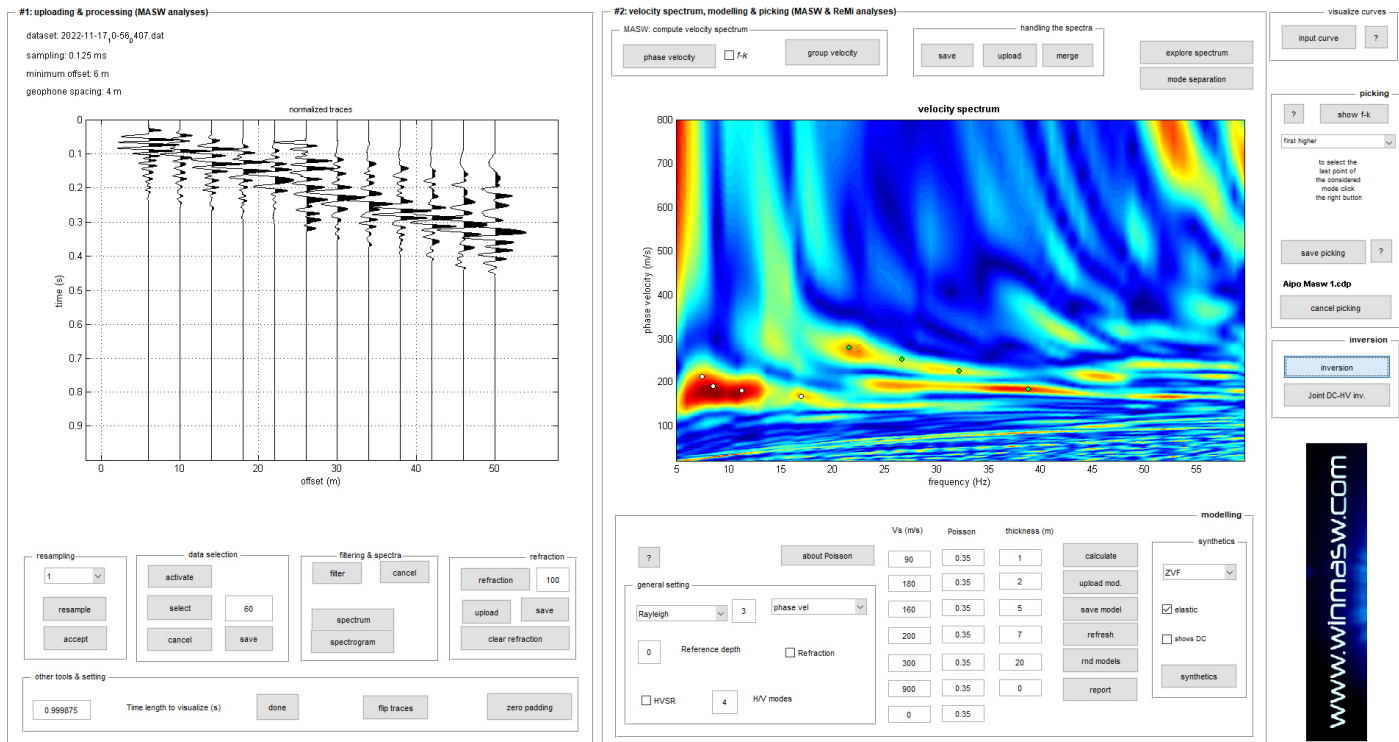 #1: uploading & processing (MASW analyses)
dataset: 2022-11-17_10-56_g407.dat
sampling: 0.125 ms
minimum offset: 6 m
geophone spacing: 4 m
normalized traces
0
0.1
0.2
0.3
0.4
0.5
0.6
0.7
0.8
0.9
time (s)
0 10 20 30 40 50
offset (m)
resampling
1
resample
accept
data selection
activate
select 60
cancel save
filtering & spectra
filter cancel
spectrum
spectrogram
refraction
refraction 100
upload save
clear refraction
other tools & setting
0.999875 Time length to visualize (s) done flip traces zero padding
#2: velocity spectrum, modelling & picking (MASW & ReMi analyses)
MASW: compute velocity spectrum
phase velocity f-k group velocity
handling the spectra
save upload merge
explore spectrum
mode separation
velocity spectrum
800
700
600
500
400
300
200
100
phase velocity (m/s)
5 10 15 20 25 30 35 40 45 50 55
frequency (Hz)
modelling
? about Poisson
general setting
Rayleigh 3 phase vel
0 Reference depth Refraction
HVSR 4 H/V modes
Vs (m/s) Poisson thickness (m)
90 0.35 1
180 0.35 2
160 0.35 5
200 0.35 7
300 0.35 20
900 0.35 0
0 0.35
calculate
upload mod.
save model
refresh
rnd models
report
synthetics
ZVF
elastic
shows DC
synthetics
visualize curves
input curve ?
picking
? show f-k
first higher
to select the
last point of
the considered
mode click
the right button
save picking ?
Aipo Masw 1.cdp
cancel picking
inversion
inversion
Joint DC-HV inv.
www.winmasw.com